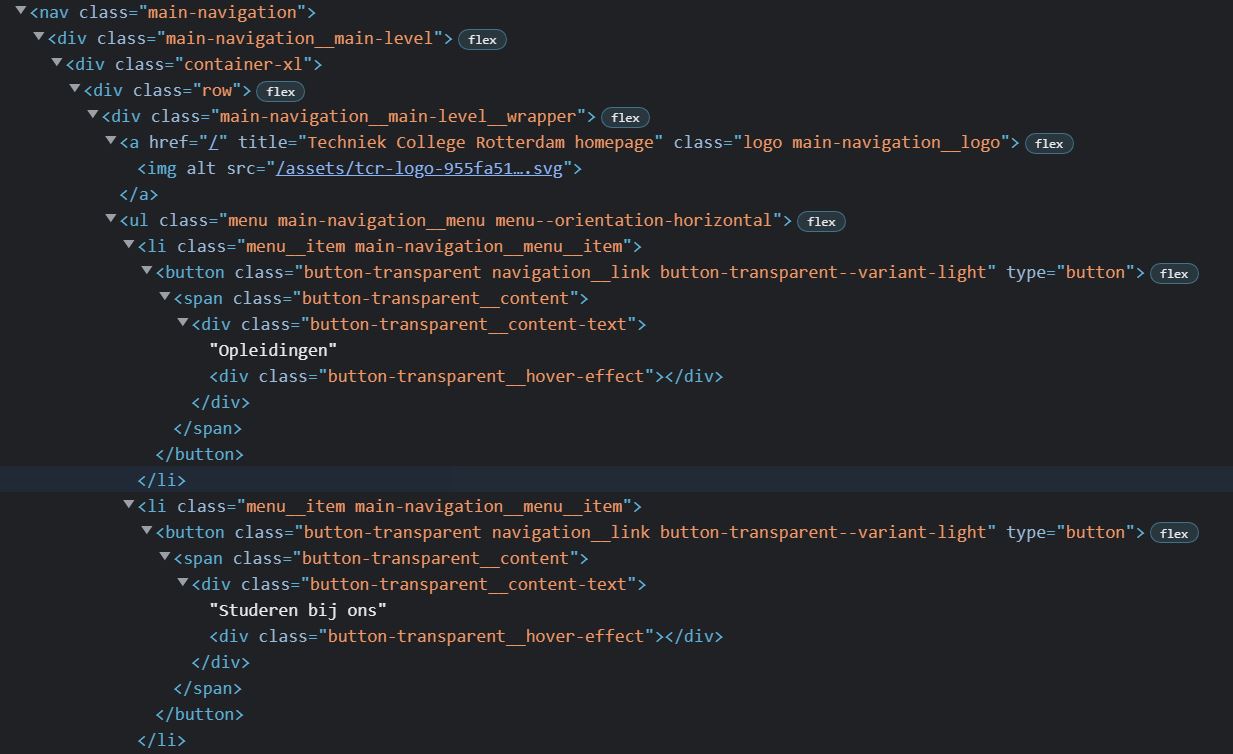 <nav class="main-navigation">
<div class="main-navigation__main-level"> flex
<div class="container-xl">
<div class="row"> flex
<div class="main-navigation__main-level__wrapper"> flex
<a href="/" title="Techniek College Rotterdam homepage" class="logo main-navigation__logo"> flex
<img alt src="/assets/tcr-logo-955fa51….svg">
</a>
<ul class="menu main-navigation__menu menu--orientation-horizontal"> flex
<li class="menu__item main-navigation__menu__item">
<button class="button-transparent navigation__link button-transparent--variant-light" type="button"> flex
<span class="button-transparent__content">
<div class="button-transparent__content-text">
"Opleidingen"
<div class="button-transparent__hover-effect"></div>
</div>
</span>
</button>
</li>
<li class="menu__item main-navigation__menu__item">
<button class="button-transparent navigation__link button-transparent--variant-light" type="button"> flex
<span class="button-transparent__content">
<div class="button-transparent__content-text">
"Studeren bij ons"
<div class="button-transparent__hover-effect"></div>
</div>
</span>
</button>
</li>